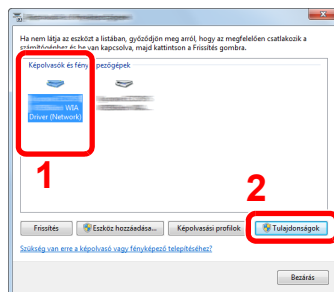 Ha nem látja az eszközt a listában, győződjön meg arról, hogy az megfelelően csatlakozik a
számítógéphez és be van kapcsolva, majd kattintson a Frissítés gombra.
Képolvasók és fényképezőgépek
WIA
Driver (Network)
1
2
Frissítés
Eszköz hozzáadása...
Képolvasási profilok
Tulajdonságok
Szükség van erre a képolvasó vagy fényképező telepítéséhez?
Bezárás